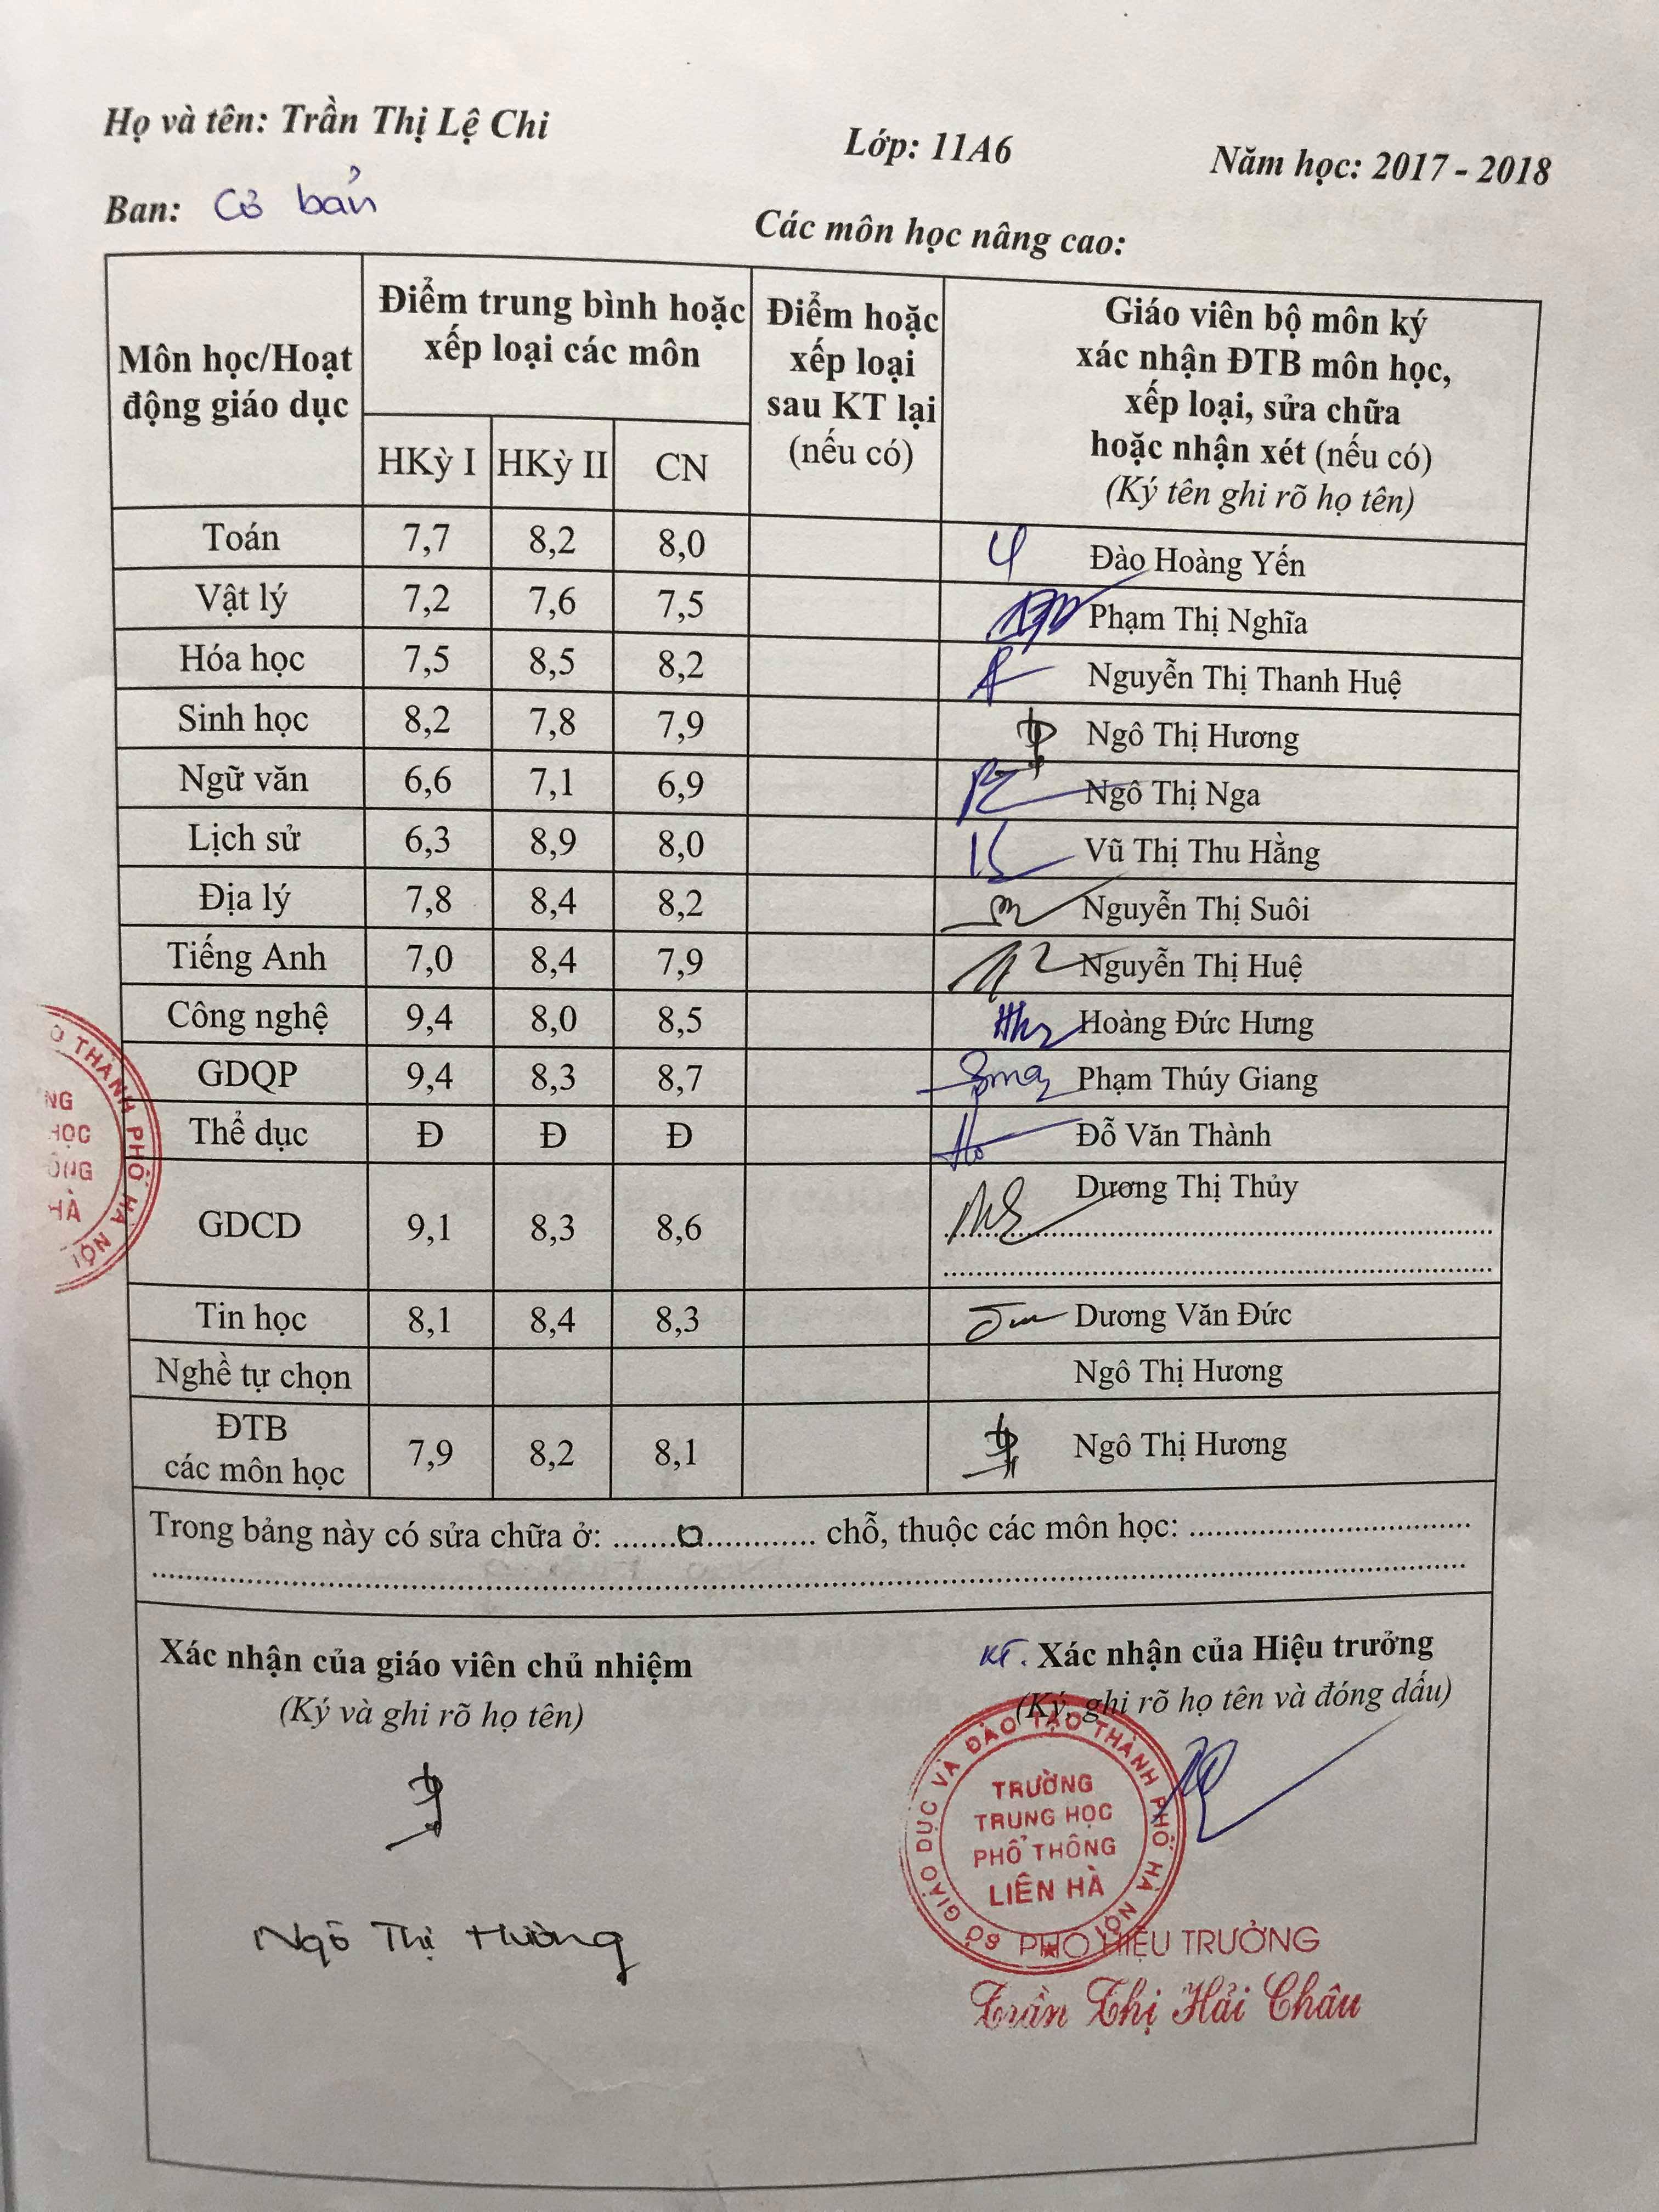 Họ và tên: Trần Thị Lệ Chi
Lớp: 11A6
Năm học: 2017 - 2018
Ban: Cơ bản
Các môn học nâng cao:
Môn học/Hoạt động giáo dục
Điểm trung bình hoặc xếp loại các môn
Điểm hoặc xếp loại sau KT lại (nếu có)
Giáo viên bộ môn ký
xác nhận ĐTB môn học,
xếp loại, sửa chữa
hoặc nhận xét (nếu có)
(Ký tên ghi rõ họ tên)
HKỳ I HKỳ II CN
Toán 7,7 8,2 8,0 Đào Hoàng Yến
Vật lý 7,2 7,6 7,5 Phạm Thị Nghĩa
Hóa học 7,5 8,5 8,2 Nguyễn Thị Thanh Huệ
Sinh học 8,2 7,8 7,9 Ngô Thị Hương
Ngữ văn 6,6 7,1 6,9 Ngô Thị Nga
Lịch sử 6,3 8,9 8,0 Vũ Thị Thu Hằng
Địa lý 7,8 8,4 8,2 Nguyễn Thị Suôi
Tiếng Anh 7,0 8,4 7,9 Nguyễn Thị Huệ
Công nghệ 9,4 8,0 8,5 Hoàng Đức Hưng
GDQP 9,4 8,3 8,7 Phạm Thúy Giang
Thể dục Đ Đ Đ Đỗ Văn Thành
GDCD 9,1 8,3 8,6 Dương Thị Thủy
Tin học 8,1 8,4 8,3 Dương Văn Đức
Nghề tự chọn Ngô Thị Hương
ĐTB các môn học 7,9 8,2 8,1 Ngô Thị Hương
Trong bảng này có sửa chữa ở: .......0............ chỗ, thuộc các môn học: ................................
Xác nhận của giáo viên chủ nhiệm
(Ký và ghi rõ họ tên)
Ngô Thị Hương
KT. Xác nhận của Hiệu trưởng
(Ký, ghi rõ họ tên và đóng dấu)
SỞ GIÁO DỤC VÀ ĐÀO TẠO THÀNH PHỐ HÀ NỘI
TRƯỜNG
TRUNG HỌC
PHỔ THÔNG
LIÊN HÀ
PHÓ HIỆU TRƯỞNG
Trần Thị Hải Châu
O THÀNH PHỐ HÀ NỘI
NG
HỌC
ÔNG
HÀ